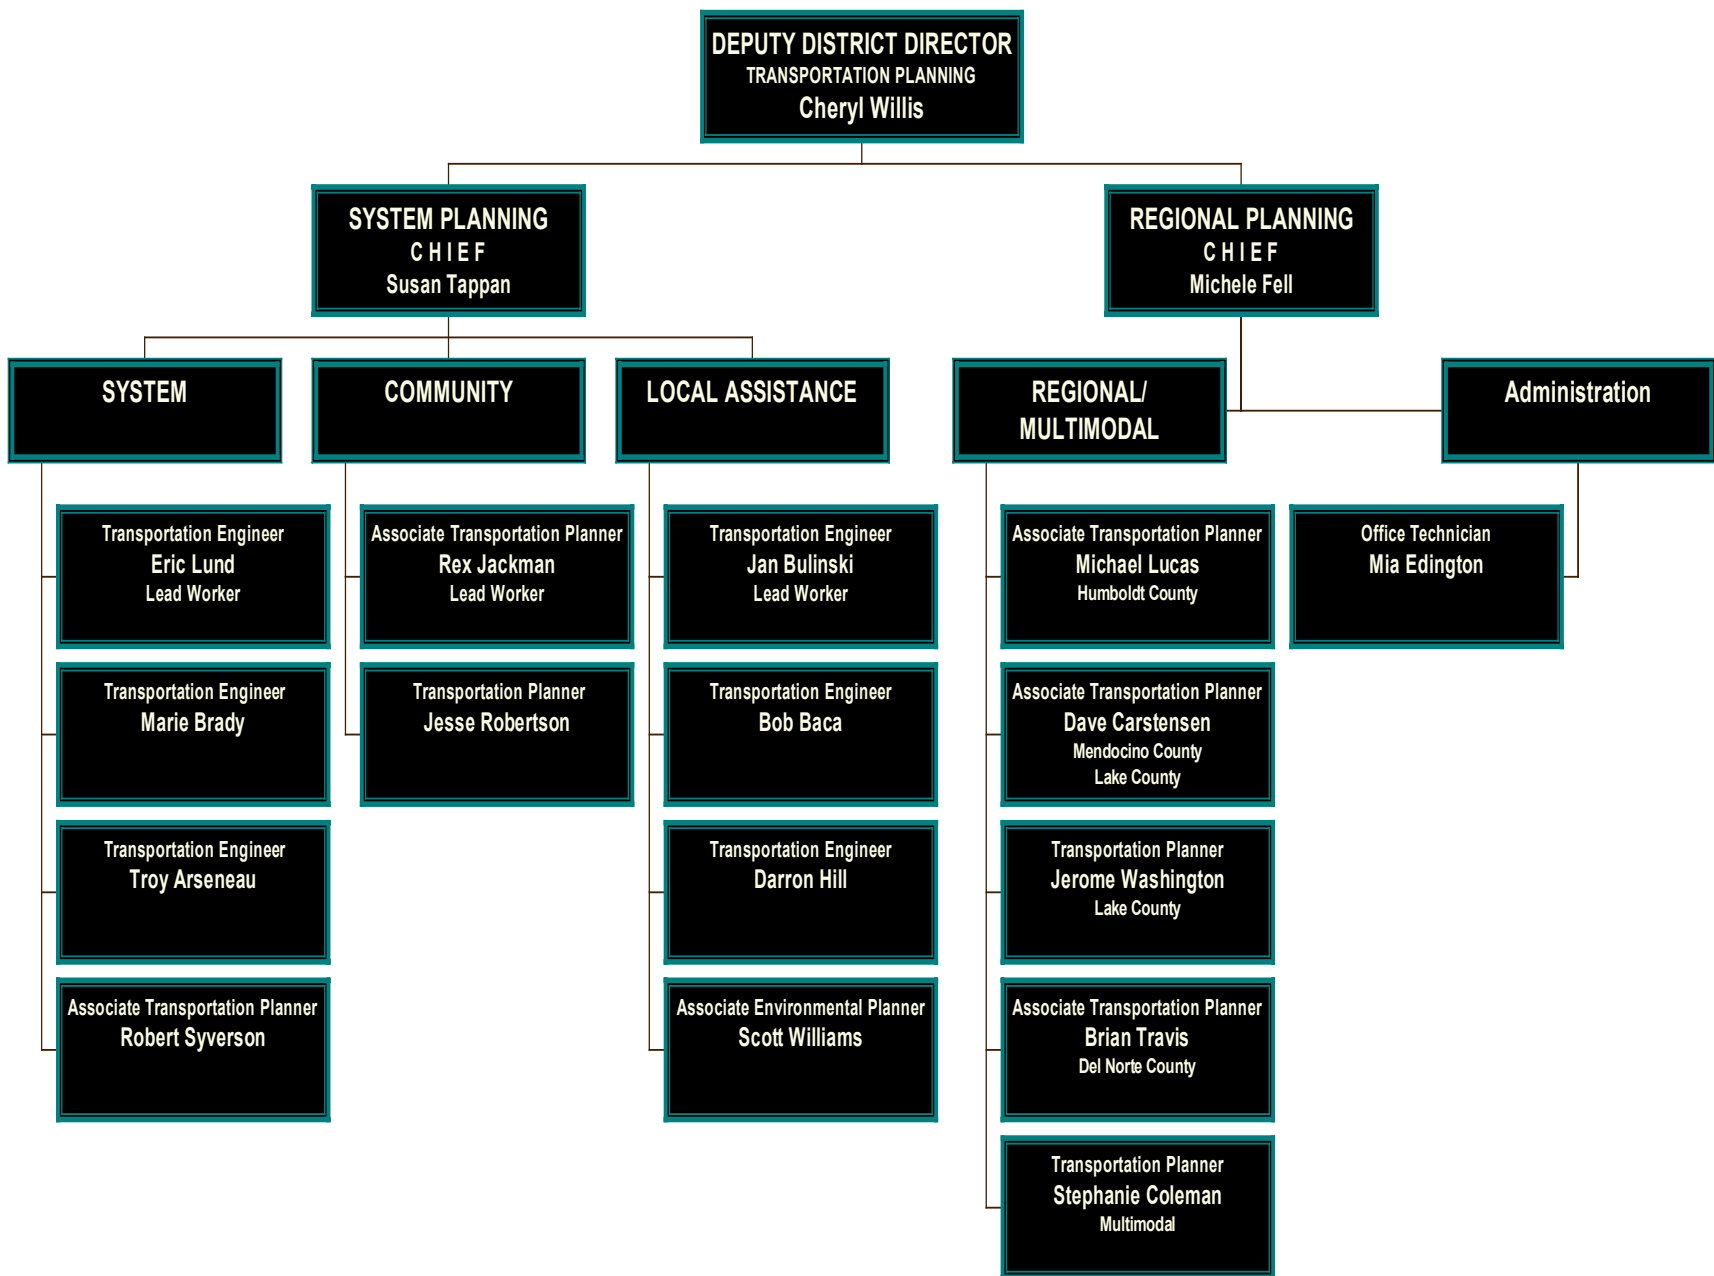 DEPUTY DISTRICT DIRECTOR
TRANSPORTATION PLANNING
Cheryl Willis
SYSTEM PLANNING
C H I E F
Susan Tappan
REGIONAL PLANNING
C H I E F
Michele Fell
SYSTEM
COMMUNITY
LOCAL ASSISTANCE
REGIONAL/
MULTIMODAL
Administration
Transportation Engineer
Eric Lund
Lead Worker
Transportation Engineer
Marie Brady
Transportation Engineer
Troy Arseneau
Associate Transportation Planner
Robert Syverson
Associate Transportation Planner
Rex Jackman
Lead Worker
Transportation Planner
Jesse Robertson
Transportation Engineer
Jan Bulinski
Lead Worker
Transportation Engineer
Bob Baca
Transportation Engineer
Darron Hill
Associate Environmental Planner
Scott Williams
Associate Transportation Planner
Michael Lucas
Humboldt County
Associate Transportation Planner
Dave Carstensen
Mendocino County
Lake County
Transportation Planner
Jerome Washington
Lake County
Associate Transportation Planner
Brian Travis
Del Norte County
Transportation Planner
Stephanie Coleman
Multimodal
Office Technician
Mia Edington